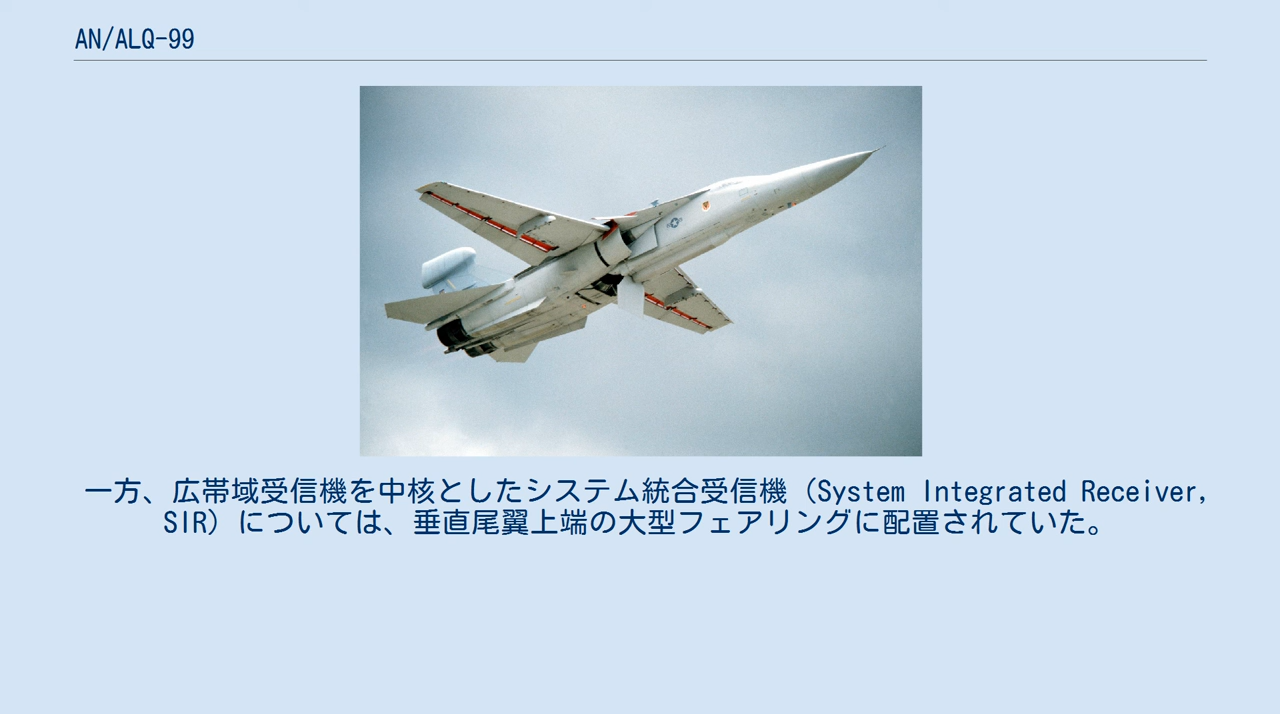 AN/ALQ-99
一方、広帯域受信機を中核としたシステム統合受信機（System Integrated Receiver,
SIR）については、垂直尾翼上端の大型フェアリングに配置されていた。